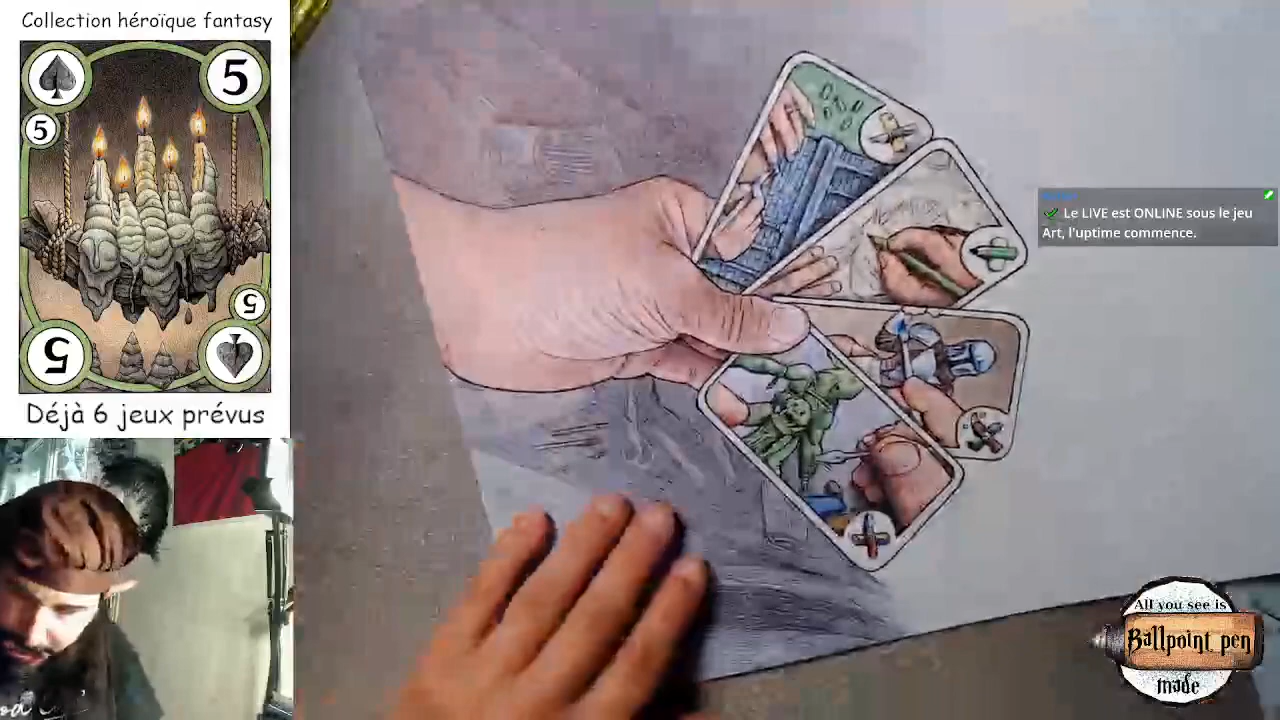 Collection héroïque fantasy
5
5
5
5
Déjà 6 jeux prévus
✅ Le LIVE est ONLINE sous le jeu
Art, l'uptime commence.
All you see is
Ballpoint pen
made